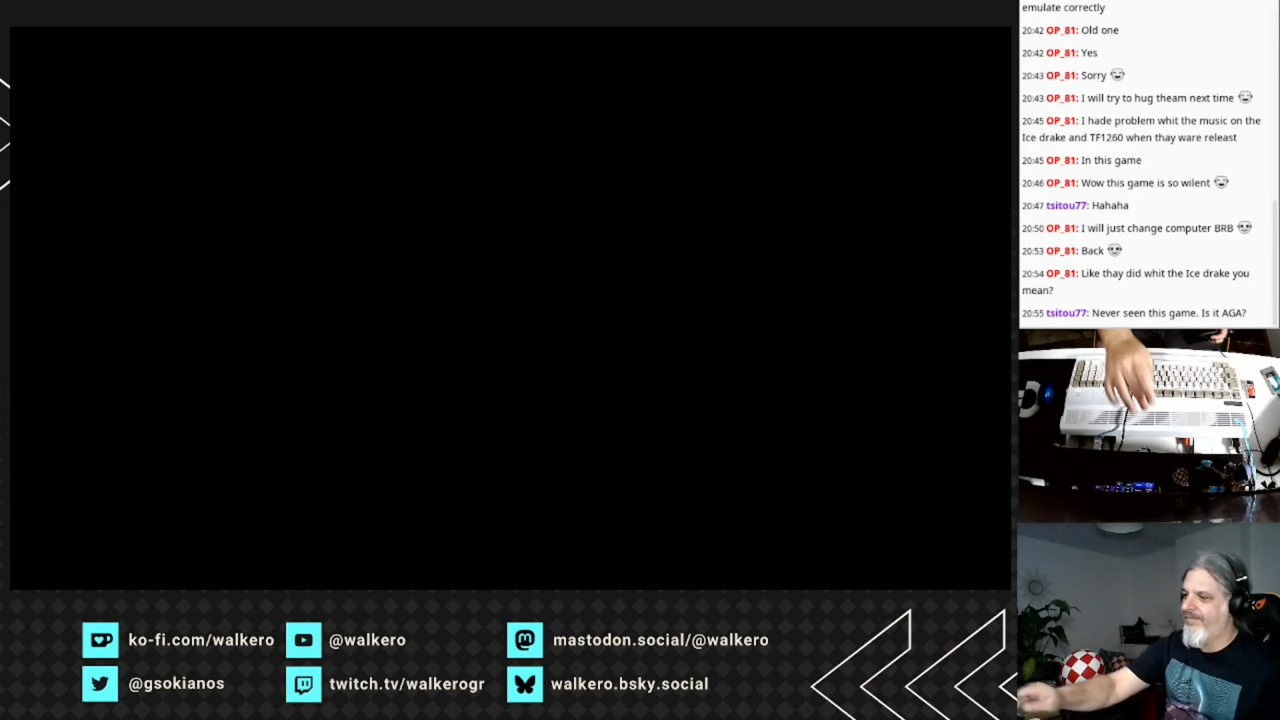 emulate correctly
20:42 OP_81: Old one
20:42 OP_81: Yes
20:43 OP_81: Sorry
20:43 OP_81: I will try to hug theam next time
20:45 OP_81: I hade problem whit the music on the
Ice drake and TF1260 when thay ware releast
20:45 OP_81: In this game
20:46 OP_81: Wow this game is so wilent
20:47 tsitou77: Hahaha
20:50 OP_81: I will just change computer BRB
20:53 OP_81: Back
20:54 OP_81: Like thay did whit the Ice drake you
mean?
20:55 tsitou77: Never seen this game. Is it AGA?
ko-fi.com/walkero
@walkero
mastodon.social/@walkero
@gsokianos
twitch.tv/walkerogr
walkero.bsky.social